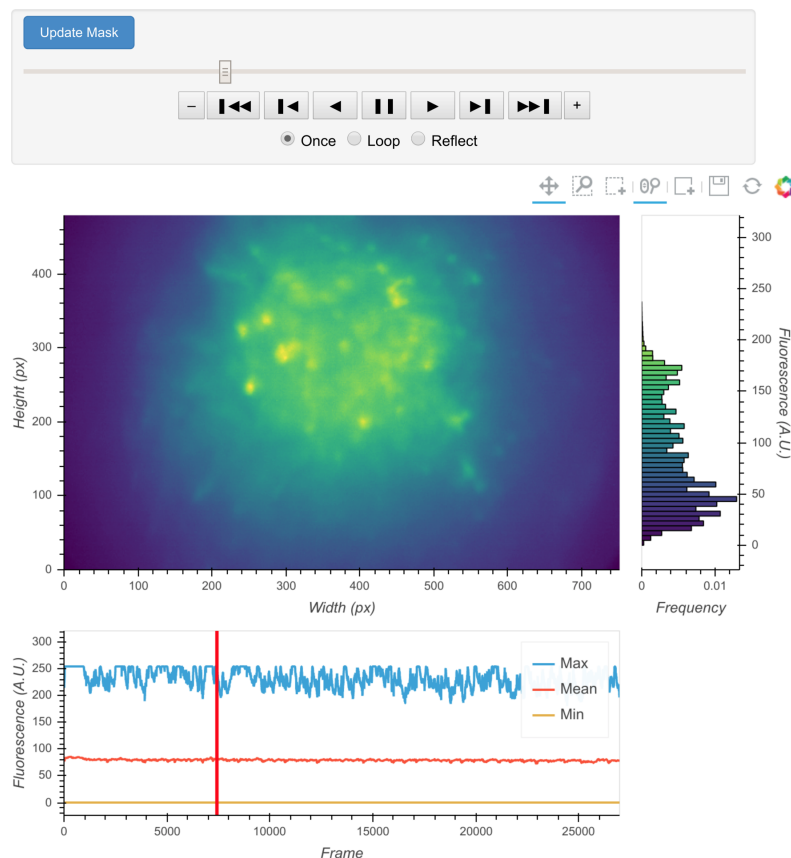 Update Mask
–
+
Once Loop Reflect
Height (px)
400
300
200
100
0
0 100 200 300 400 500 600 700
Width (px)
300
250
200
150
100
50
0
Fluorescence (A.U.)
0 0.01
Frequency
Fluorescence (A.U.)
300
250
200
150
100
50
0
Max
Mean
Min
0 5000 10000 15000 20000 25000
Frame